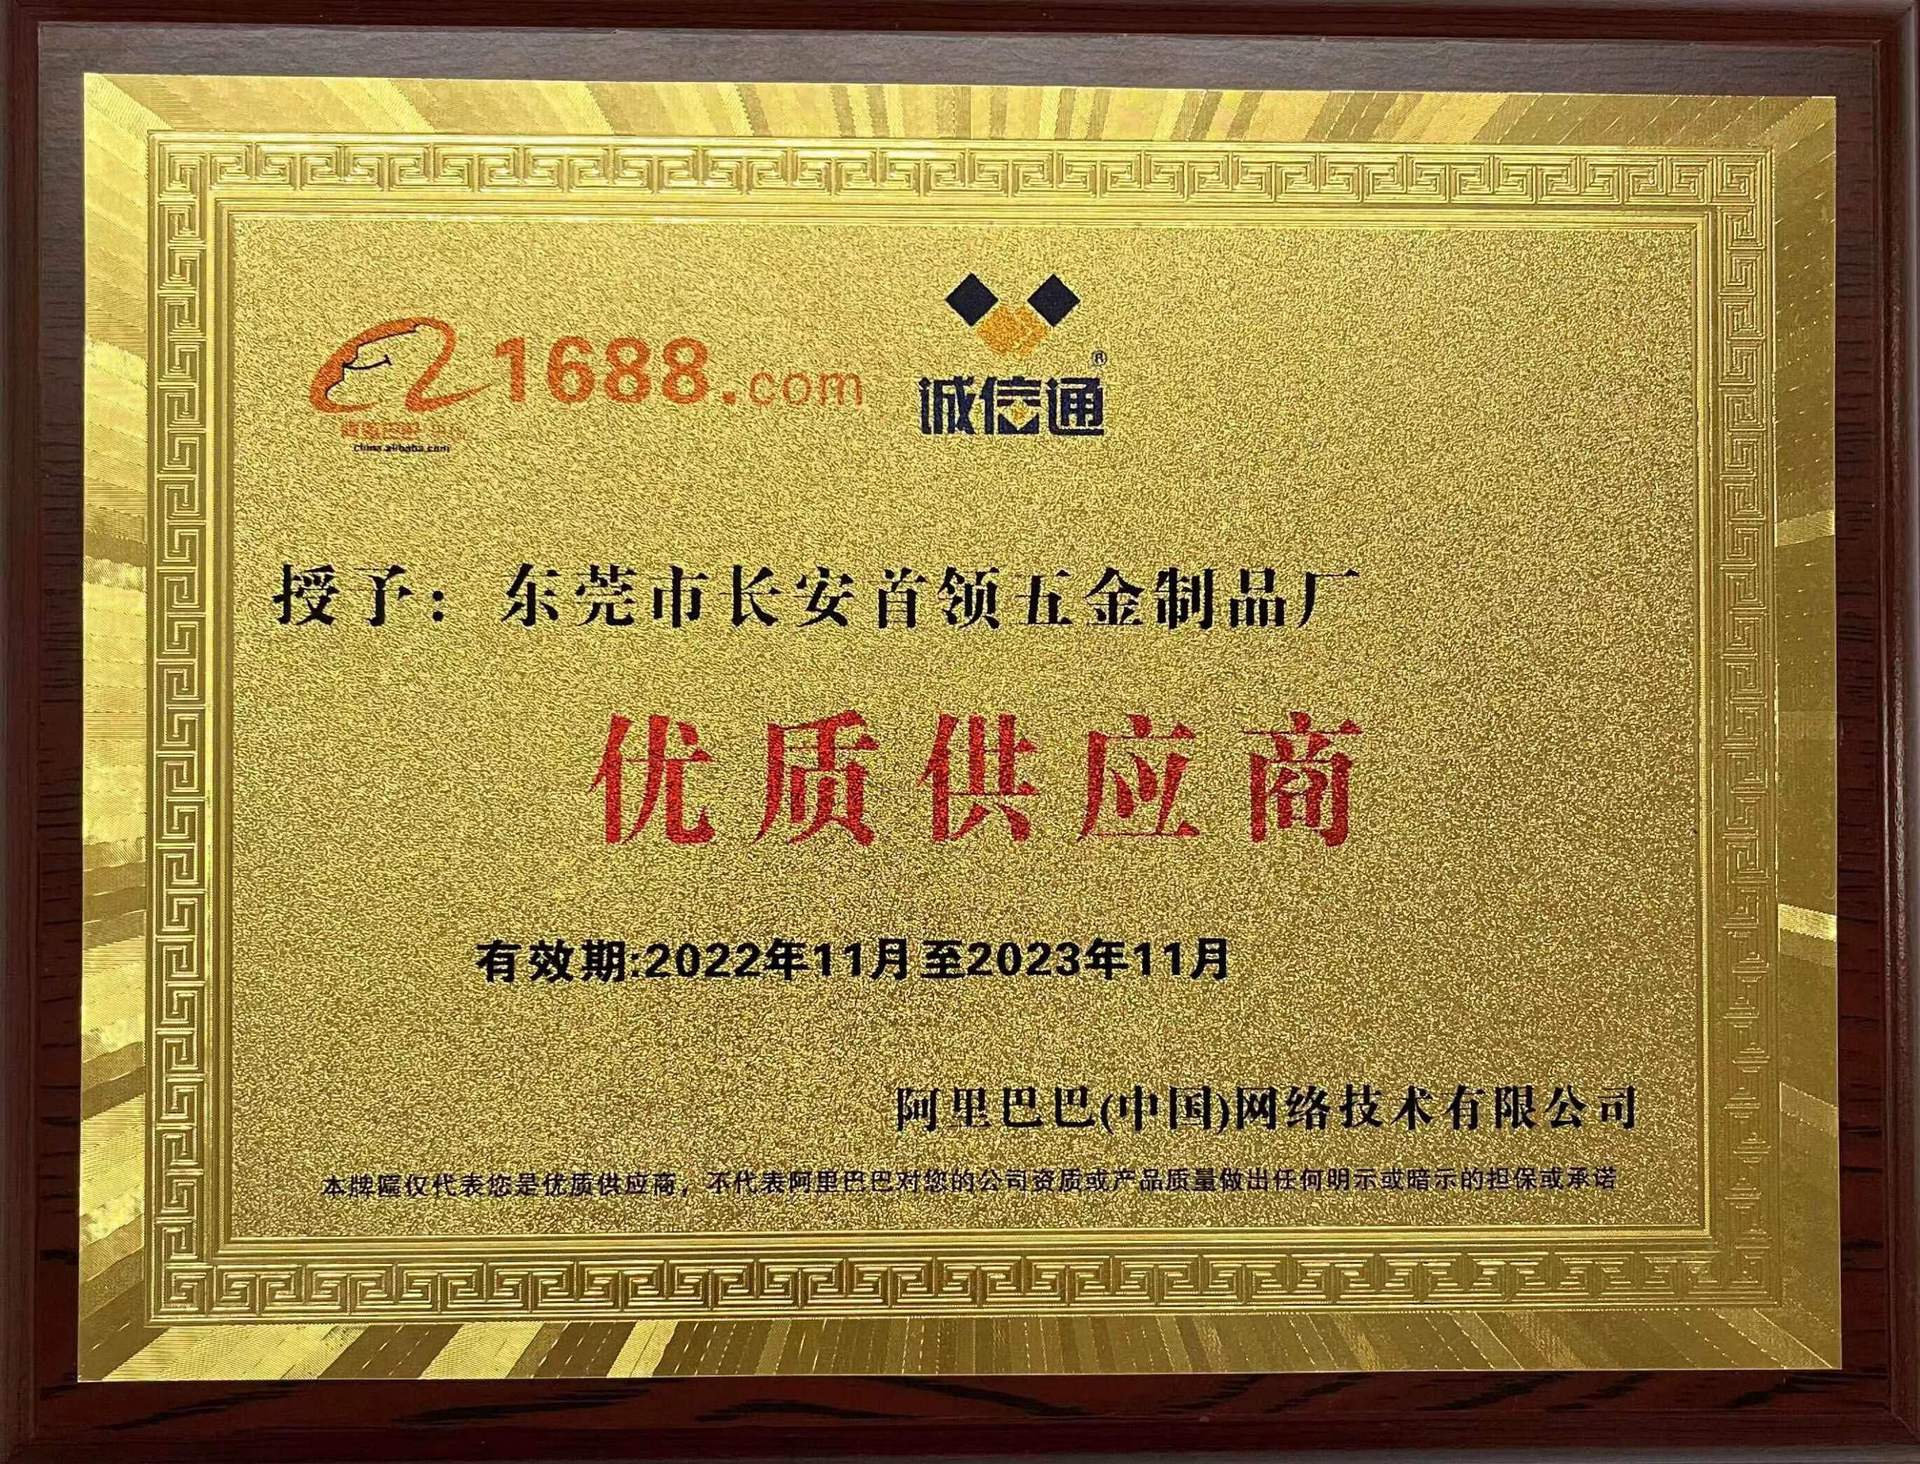 1688.com
诚信通®
china.alibaba.com
授予：东莞市长安首领五金制品厂
优质供应商
有效期:2022年11月至2023年11月
阿里巴巴(中国)网络技术有限公司
本牌匾仅代表您是优质供应商，不代表阿里巴巴对您的公司资质或产品质量做出任何明示或暗示的担保或承诺